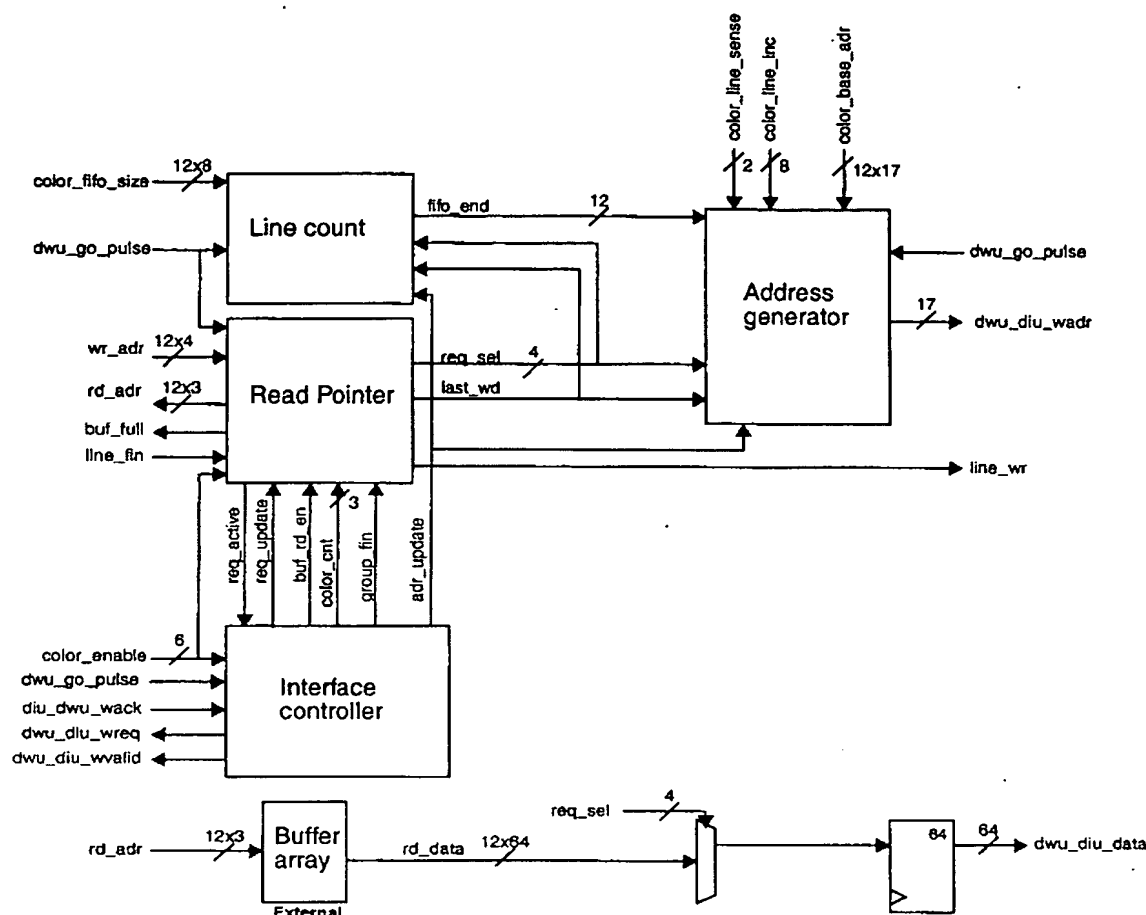 color_line_sense
color_line_inc
color_base_adr
2
8
12x17
color_fifo_size
12x8
Line count
fifo_end
12
dwu_go_pulse
dwu_go_pulse
Address
generator
17
dwu_diu_wadr
wr_adr
12x4
rd_adr
12x3
buf_full
line_fin
Read Pointer
req_sel
4
last_wd
line_wr
req_active
req_update
buf_rd_en
color_cnt
3
group_fin
adr_update
color_enable
6
dwu_go_pulse
diu_dwu_wack
dwu_diu_wreq
dwu_diu_wvalid
Interface
controller
req_sel
4
rd_adr
12x3
Buffer
array
rd_data
12x64
64
64
dwu_diu_data
External